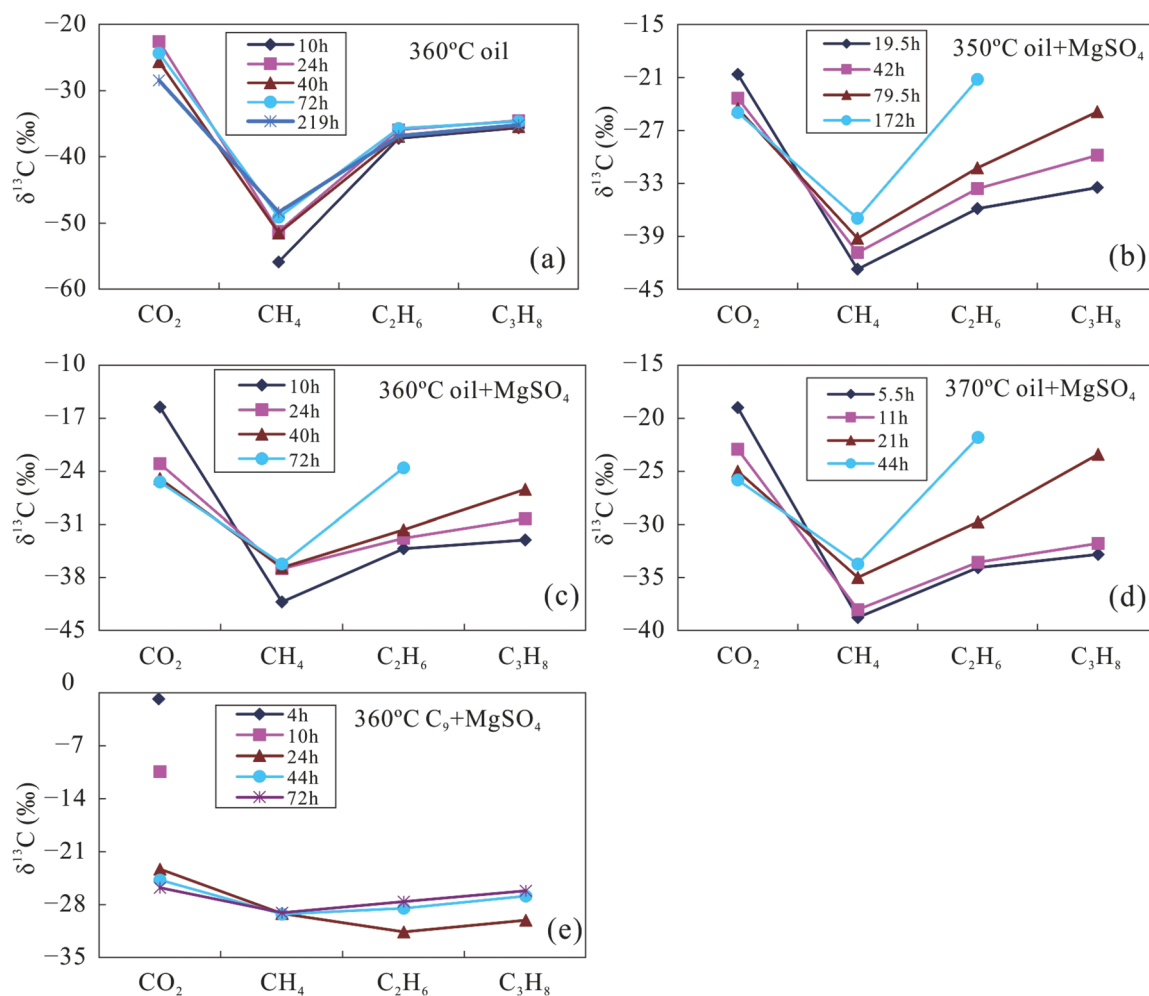 −20
−30
−40
−50
−60
δ¹³C (‰)
10h
24h
40h
72h
219h
360ºC oil
(a)
CO₂
CH₄
C₂H₆
C₃H₈
−15
−21
−27
−33
−39
−45
δ¹³C (‰)
19.5h
42h
79.5h
172h
350ºC oil+MgSO₄
(b)
CO₂
CH₄
C₂H₆
C₃H₈
−10
−17
−24
−31
−38
−45
δ¹³C (‰)
10h
24h
40h
72h
360ºC oil+MgSO₄
(c)
CO₂
CH₄
C₂H₆
C₃H₈
−15
−20
−25
−30
−35
−40
δ¹³C (‰)
5.5h
11h
21h
44h
370ºC oil+MgSO₄
(d)
CO₂
CH₄
C₂H₆
C₃H₈
0
−7
−14
−21
−28
−35
δ¹³C (‰)
4h
10h
24h
44h
72h
360ºC C₉+MgSO₄
(e)
CO₂
CH₄
C₂H₆
C₃H₈